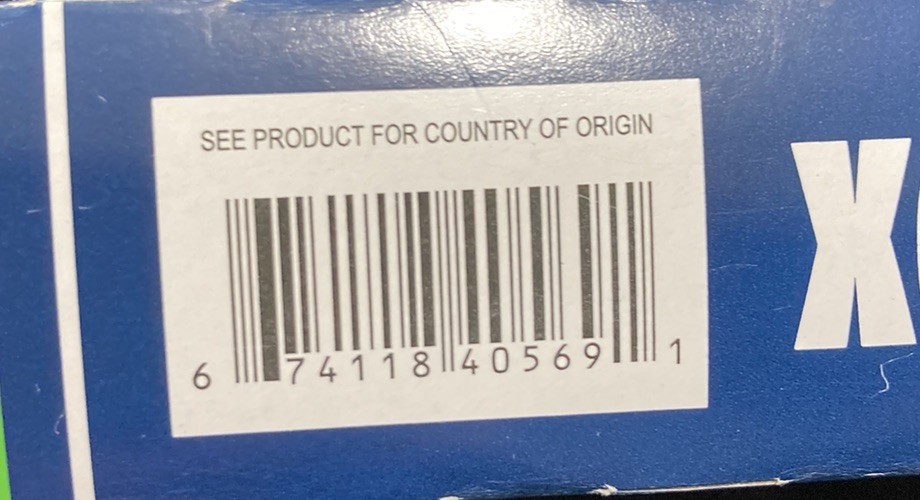 SEE PRODUCT FOR COUNTRY OF ORIGIN
6 74118 40569 1
X